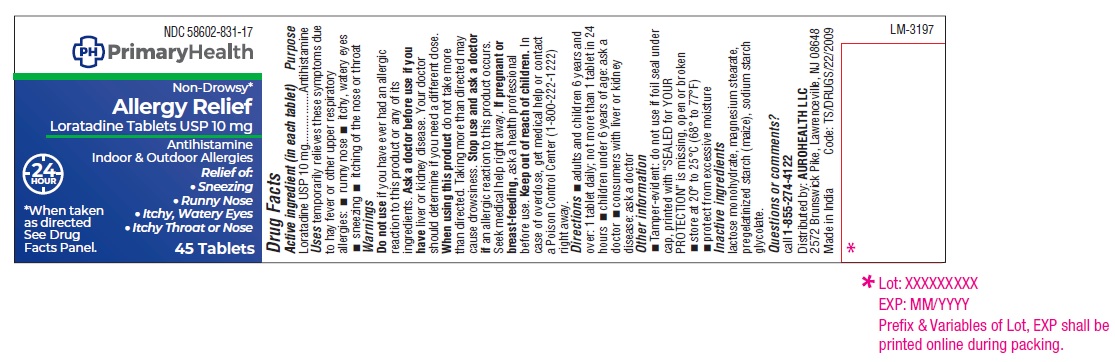 NDC 58602-831-17
PH PrimaryHealth
Non-Drowsy*
Allergy Relief
Loratadine Tablets USP 10 mg
Antihistamine
Indoor & Outdoor Allergies
Relief of:
• Sneezing
• Runny Nose
• Itchy, Watery Eyes
• Itchy Throat or Nose
24
HOUR
*When taken
as directed
See Drug
Facts Panel.
45 Tablets
Drug Facts
Active ingredient (in each tablet) Purpose
Loratadine USP 10 mg....................Antihistamine
Uses temporarily relieves these symptoms due
to hay fever or other upper respiratory
allergies: ■ runny nose ■ itchy, watery eyes
■ sneezing ■ itching of the nose or throat
Warnings
Do not use if you have ever had an allergic
reaction to this product or any of its
ingredients. Ask a doctor before use if you
have liver or kidney disease. Your doctor
should determine if you need a different dose.
When using this product do not take more
than directed. Taking more than directed may
cause drowsiness. Stop use and ask a doctor
if an allergic reaction to this product occurs.
Seek medical help right away. If pregnant or
breast-feeding, ask a health professional
before use. Keep out of reach of children. In
case of overdose, get medical help or contact
a Poison Control Center (1-800-222-1222)
right away.
Directions ■ adults and children 6 years and
over: 1 tablet daily; not more than 1 tablet in 24
hours ■ children under 6 years of age: ask a
doctor ■ consumers with liver or kidney
disease: ask a doctor
Other information
■ Tamper-evident: do not use if foil seal under
cap, printed with “SEALED for YOUR
PROTECTION” is missing, open or broken
■ store at 20° to 25°C (68° to 77°F)
■ protect from excessive moisture
Inactive ingredients
lactose monohydrate, magnesium stearate,
pregelatinized starch (maize), sodium starch
glycolate.
Questions or comments?
call 1-855-274-4122
Distributed by: AUROHEALTH LLC
2572 Brunswick Pike, Lawrenceville, NJ 08648
Made in India Code: TS/DRUGS/22/2009
LM-3197
*
* Lot: XXXXXXXXX
EXP: MM/YYYY
Prefix & Variables of Lot, EXP shall be
printed online during packing.